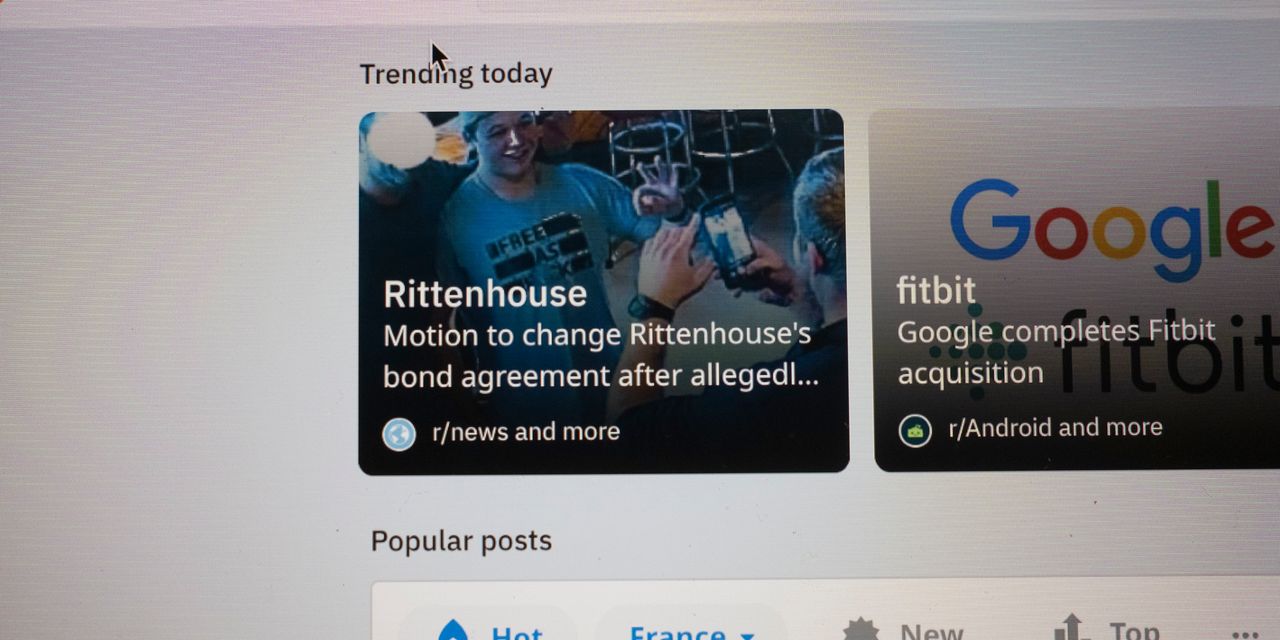 Trending today
FREE
AS
Rittenhouse
Motion to change Rittenhouse's
bond agreement after allegedl...
r/news and more
Google
fitbit
fitbit
Google completes Fitbit
acquisition
r/Android and more
Popular posts
Hot
France
New
Top
...